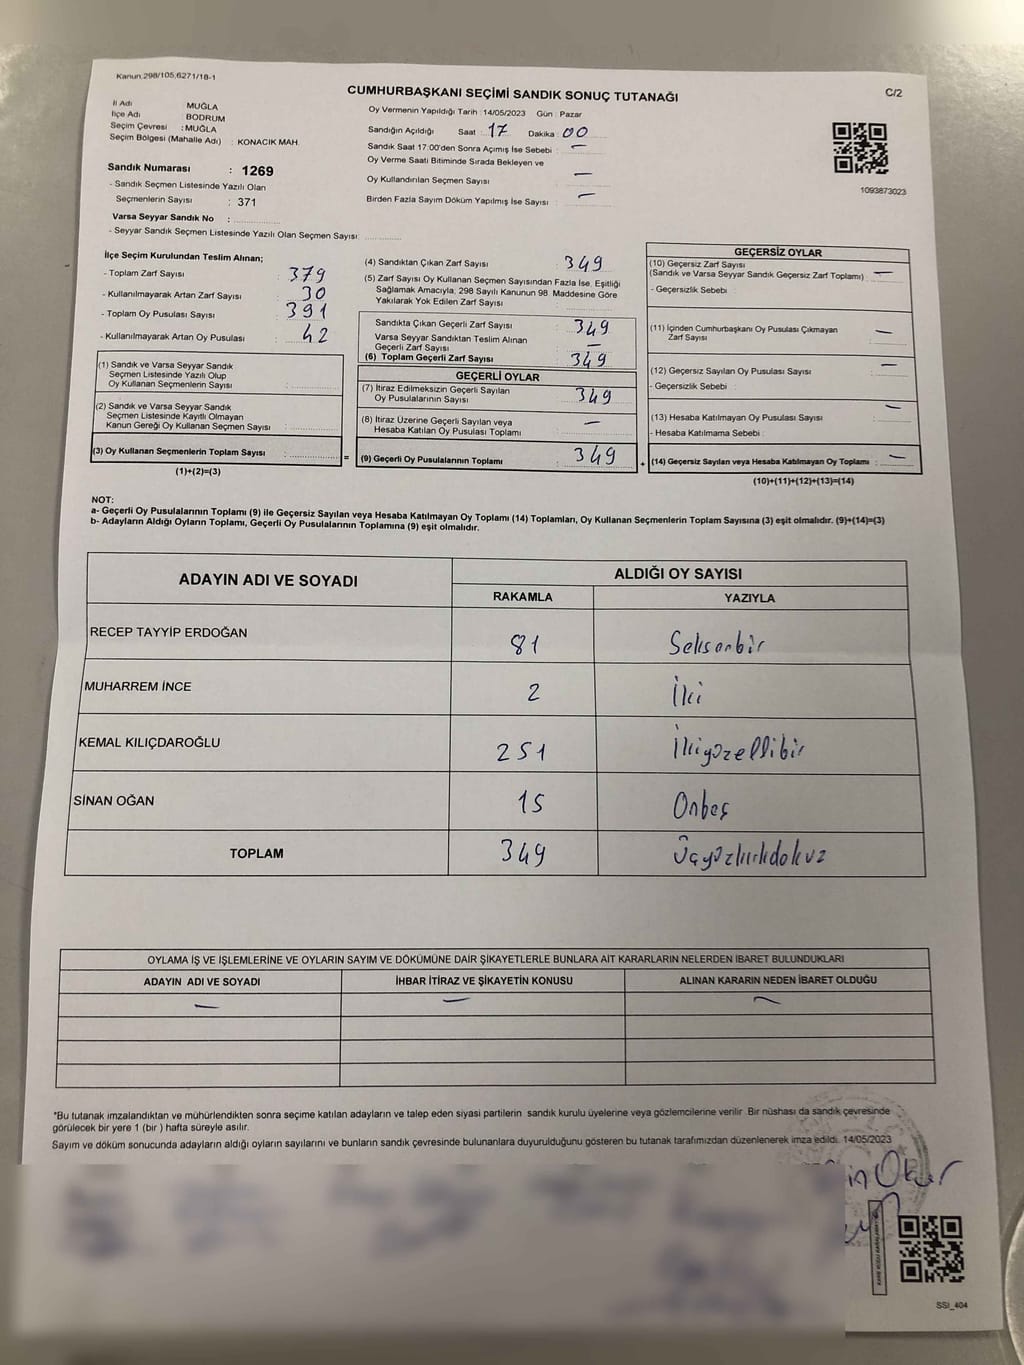 Kanun.298/105,6271/18-1
CUMHURBAŞKANI SEÇİMİ SANDIK SONUÇ TUTANAĞI
C/2
İl Adı MUĞLA
İlçe Adı : BODRUM
Seçim Çevresi : MUĞLA
Seçim Bölgesi (Mahalle Adı) : KONACIK MAH.
Oy Vermenin Yapıldığı Tarih :14/05/2023 Gün : Pazar
Sandığın Açıldığı Saat : 17 Dakika : 00
Sandık Saat 17:00'den Sonra Açımış İse Sebebi : —
Oy Verme Saati Bitiminde Sırada Bekleyen ve
Oy Kullandırılan Seçmen Sayısı —
Birden Fazla Sayım Döküm Yapılmış İse Sayısı : —
1093873023
Sandık Numarası : 1269
- Sandık Seçmen Listesinde Yazılı Olan
Seçmenlerin Sayısı : 371
Varsa Seyyar Sandık No :
- Seyyar Sandık Seçmen Listesinde Yazılı Olan Seçmen Sayısı:
İlçe Seçim Kurulundan Teslim Alınan;
- Toplam Zarf Sayısı 379
- Kullanılmayarak Artan Zarf Sayısı : 30
- Toplam Oy Pusulası Sayısı : 391
- Kullanılmayarak Artan Oy Pusulası : 42
(1) Sandık ve Varsa Seyyar Sandık
Seçmen Listesinde Yazılı Olup
Oy Kullanan Seçmenlerin Sayısı :
(2) Sandık ve Varsa Seyyar Sandık
Seçmen Listesinde Kayıtlı Olmayan
Kanun Gereği Oy Kullanan Seçmen Sayısı :
(3) Oy Kullanan Seçmenlerin Toplam Sayısı :
(1)+(2)=(3)
(4) Sandıktan Çıkan Zarf Sayısı : 349
(5) Zarf Sayısı Oy Kullanan Seçmen Sayısından Fazla İse, Eşitliği
Sağlamak Amacıyla, 298 Sayılı Kanunun 98. Maddesine Göre
Yakılarak Yok Edilen Zarf Sayısı :
Sandıkta Çıkan Geçerli Zarf Sayısı : 349
Varsa Seyyar Sandıktan Teslim Alınan
Geçerli Zarf Sayısı —
(6) Toplam Geçerli Zarf Sayısı 349
GEÇERLİ OYLAR
(7) İtiraz Edilmeksizin Geçerli Sayılan
Oy Pusulalarının Sayısı : 349
(8) İtiraz Üzerine Geçerli Sayılan veya
Hesaba Katılan Oy Pusulası Toplamı : —
=
(9) Geçerli Oy Pusulalarının Toplamı : 349
+
GEÇERSİZ OYLAR
(10) Geçersiz Zarf Sayısı
(Sandık ve Varsa Seyyar Sandık Geçersiz Zarf Toplamı) : —
- Geçersizlik Sebebi :
(11) İçinden Cumhurbaşkanı Oy Pusulası Çıkmayan
Zarf Sayısı : —
(12) Geçersiz Sayılan Oy Pusulası Sayısı : —
- Geçersizlik Sebebi :
(13) Hesaba Katılmayan Oy Pusulası Sayısı : —
- Hesaba Katılmama Sebebi :
(14) Geçersiz Sayılan veya Hesaba Katılmayan Oy Toplamı : —
(10)+(11)+(12)+(13)=(14)
NOT:
a- Geçerli Oy Pusulalarının Toplamı (9) ile Geçersiz Sayılan veya Hesaba Katılmayan Oy Toplamı (14) Toplamları, Oy Kullanan Seçmenlerin Toplam Sayısına (3) eşit olmalıdır. (9)+(14)=(3)
b- Adayların Aldığı Oyların Toplamı, Geçerli Oy Pusulalarının Toplamına (9) eşit olmalıdır.
ADAYIN ADI VE SOYADI ALDIĞI OY SAYISI
RAKAMLA YAZIYLA
RECEP TAYYİP ERDOĞAN 81 Seksenbir
MUHARREM İNCE 2 İki
KEMAL KILIÇDAROĞLU 251 İkiyüzellibir
SİNAN OĞAN 15 Onbeş
TOPLAM 349 Üçyüzkırkdokuz
OYLAMA İŞ VE İŞLEMLERİNE VE OYLARIN SAYIM VE DÖKÜMÜNE DAİR ŞİKAYETLERLE BUNLARA AİT KARARLARIN NELERDEN İBARET BULUNDUKLARI
ADAYIN ADI VE SOYADI İHBAR İTİRAZ VE ŞİKAYETİN KONUSU ALINAN KARARIN NEDEN İBARET OLDUĞU
— — —
*Bu tutanak imzalandıktan ve mühürlendikten sonra seçime katılan adayların ve talep eden siyasi partilerin sandık kurulu üyelerine veya gözlemcilerine verilir. Bir nüshası da sandık çevresinde
görülecek bir yere 1 (bir ) hafta süreyle asılır.
Sayım ve döküm sonucunda adayların aldığı oyların sayılarını ve bunların sandık çevresinde bulunanlara duyurulduğunu gösteren bu tutanak tarafımızdan düzenlenerek imza edildi. 14/05/2023
SSI_404